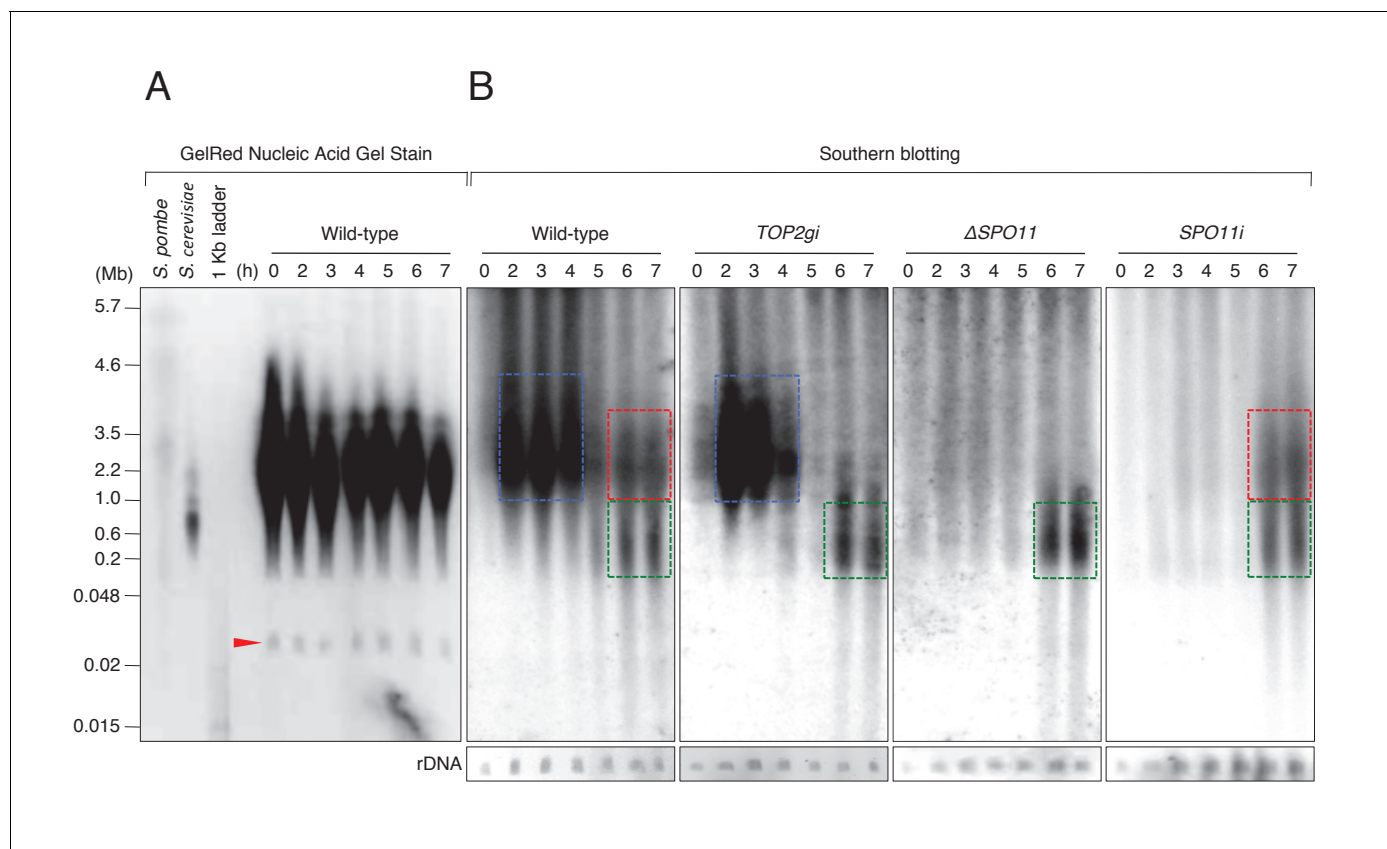 A
B
GelRed Nucleic Acid Gel Stain
Southern blotting
S. pombe
S. cerevisiae
1 Kb ladder
Wild-type
Wild-type
TOP2gi
ΔSPO11
SPO11i
(Mb)
(h) 0 2 3 4 5 6 7
0 2 3 4 5 6 7
0 2 3 4 5 6 7
0 2 3 4 5 6 7
0 2 3 4 5 6 7
5.7
4.6
3.5
2.2
1.0
0.6
0.2
0.048
0.02
0.015
rDNA